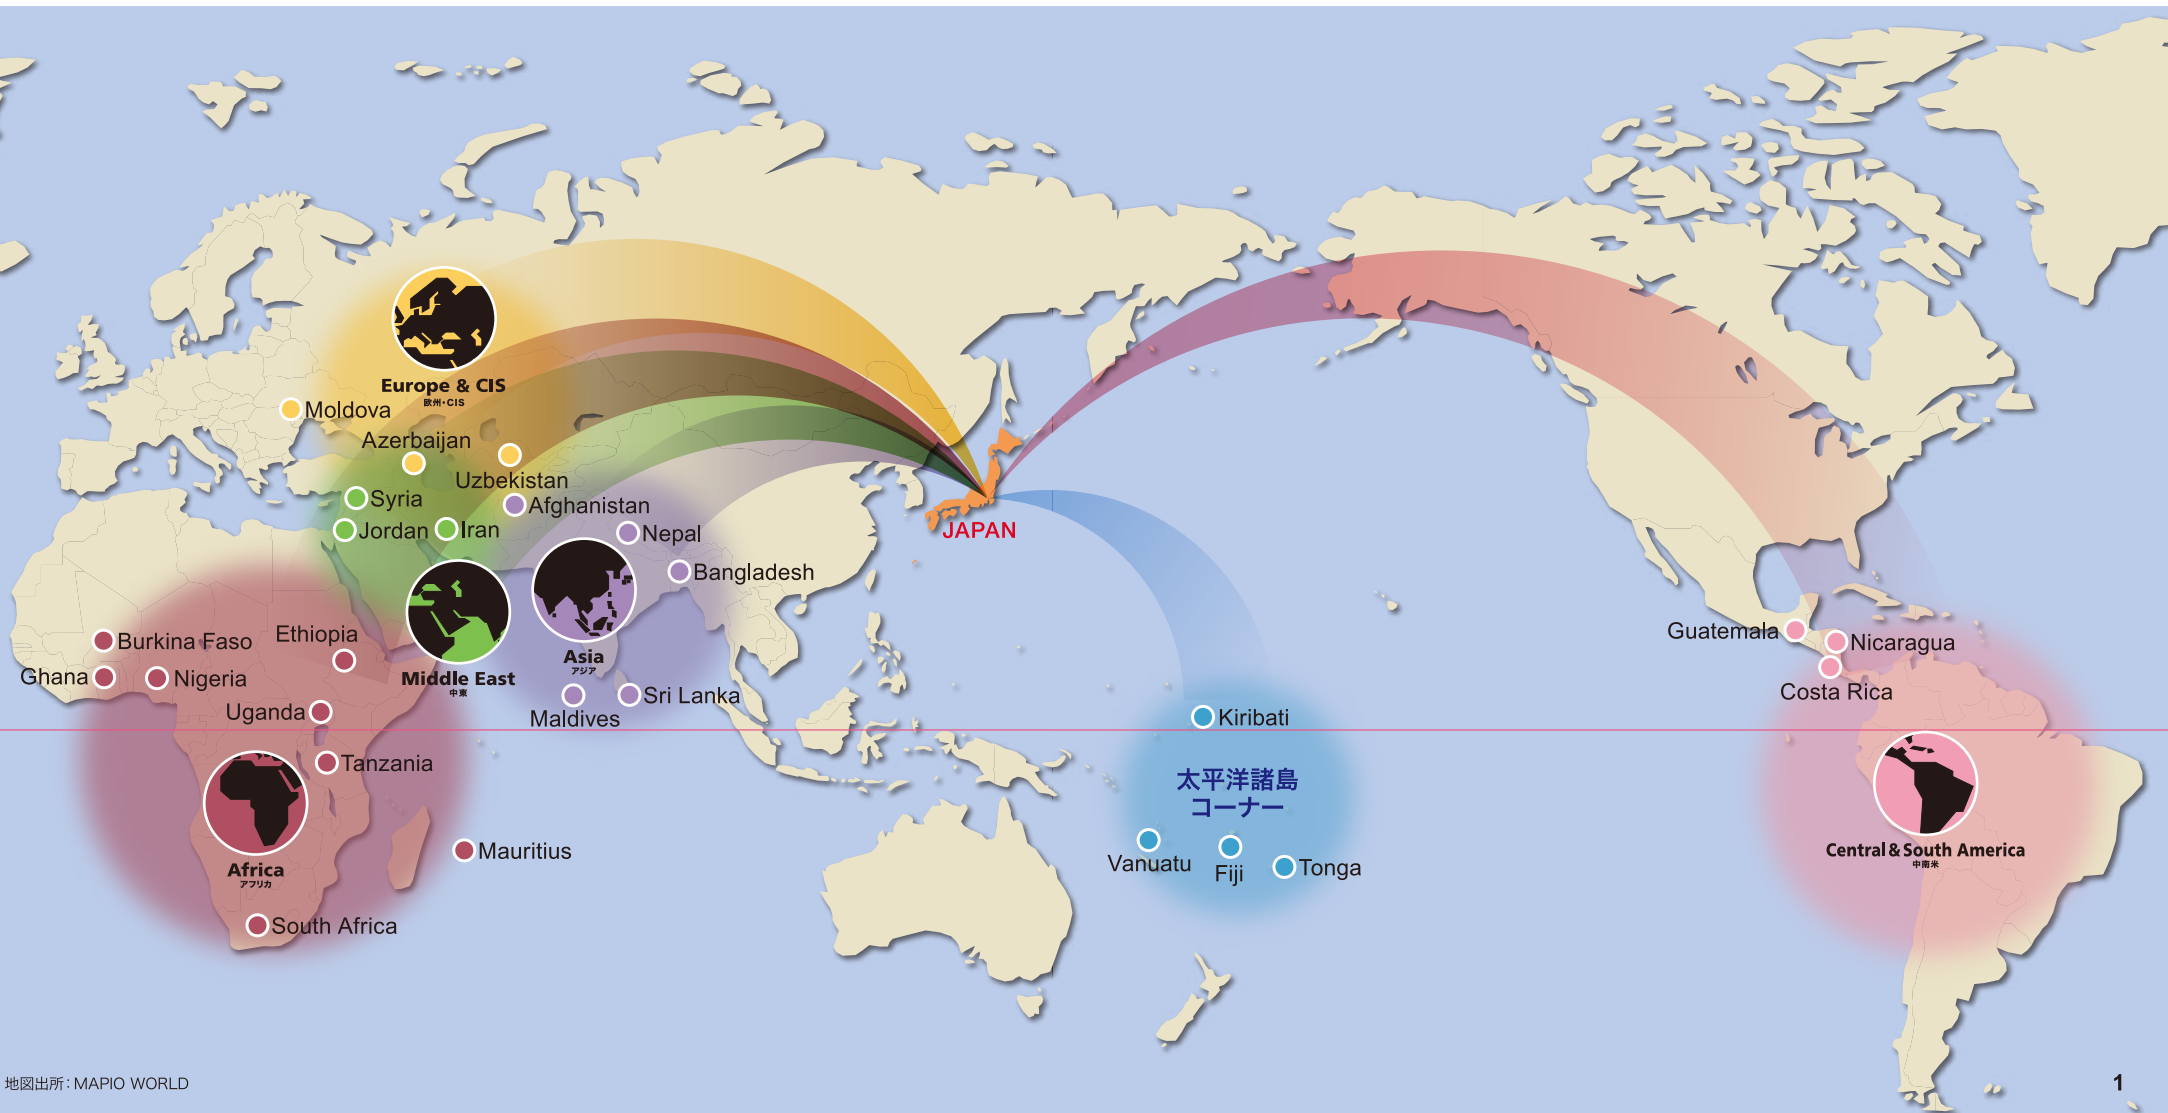 Europe & CIS
欧州・CIS
Moldova
Azerbaijan
Uzbekistan
Syria
Afghanistan
Jordan
Iran
Nepal
JAPAN
Bangladesh
Burkina Faso
Ethiopia
Ghana
Nigeria
Middle East
中東
Asia
アジア
Guatemala
Nicaragua
Costa Rica
Uganda
Maldives
Sri Lanka
Kiribati
Tanzania
太平洋諸島
コーナー
Africa
アフリカ
Mauritius
Vanuatu
Fiji
Tonga
Central & South America
中南米
South Africa
地図出所：MAPIO WORLD
1